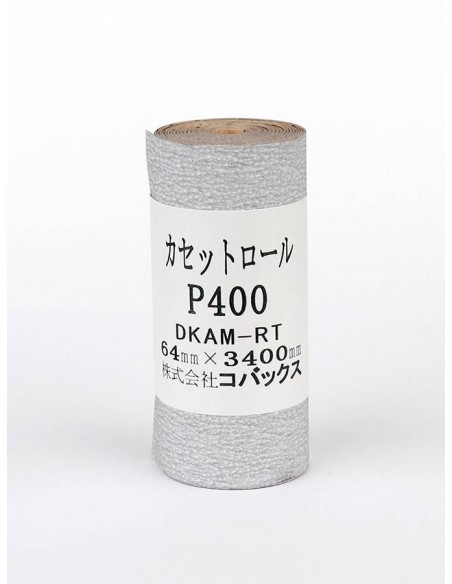 カセットロール
P400
DKAM-RT
64mm×3400mm
株式会社コバックス